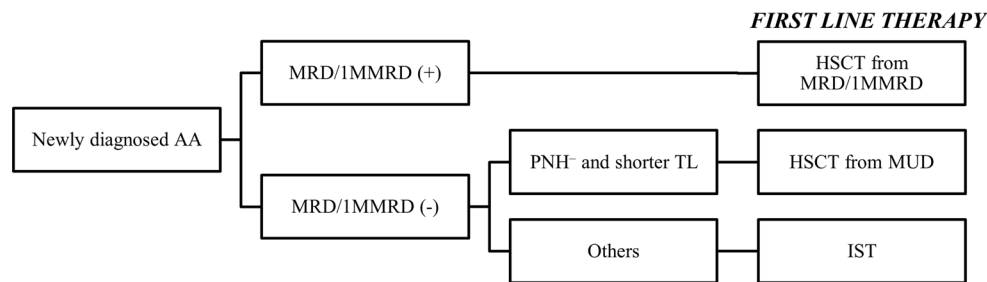 FIRST LINE THERAPY
MRD/1MMRD (+)
HSCT from
MRD/1MMRD
Newly diagnosed AA
PNH⁻ and shorter TL
HSCT from MUD
MRD/1MMRD (-)
Others
IST